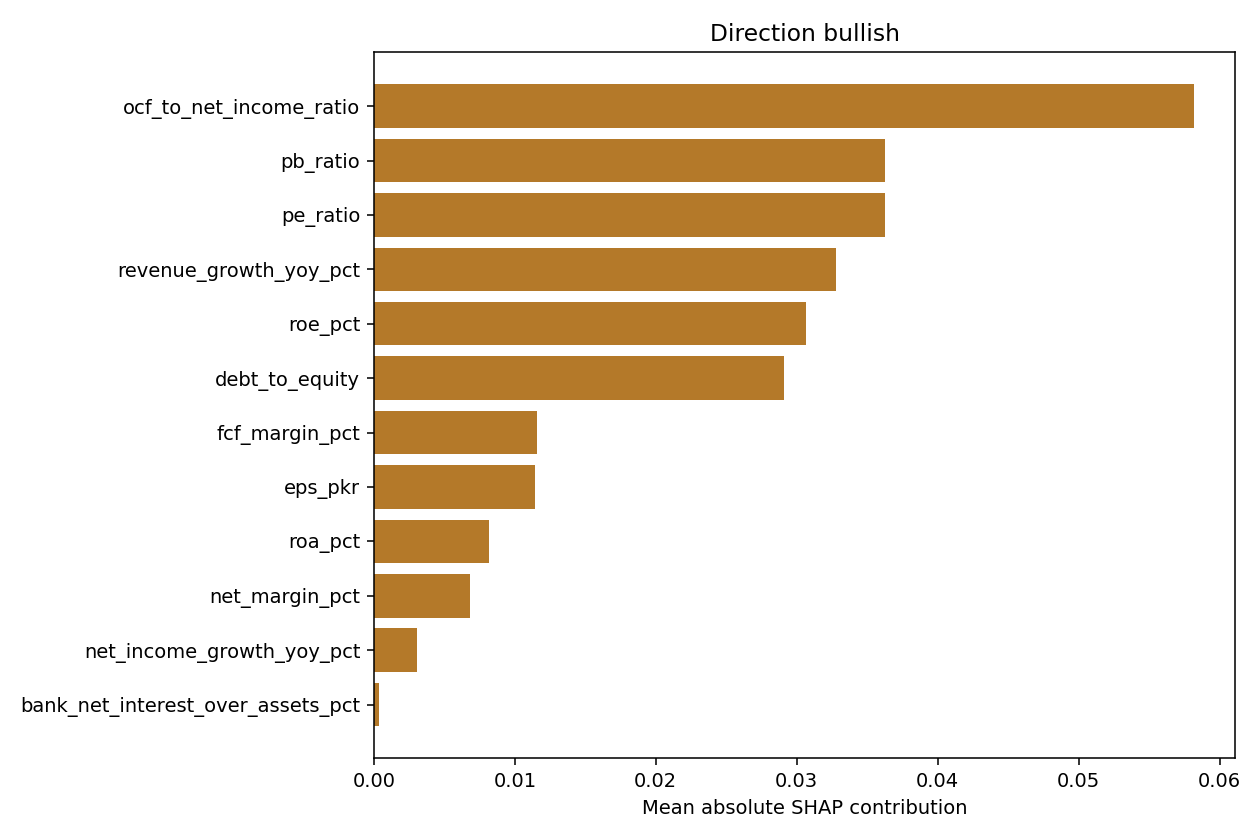 Direction bullish
ocf_to_net_income_ratio
pb_ratio
pe_ratio
revenue_growth_yoy_pct
roe_pct
debt_to_equity
fcf_margin_pct
eps_pkr
roa_pct
net_margin_pct
net_income_growth_yoy_pct
bank_net_interest_over_assets_pct
0.00 0.01 0.02 0.03 0.04 0.05 0.06
Mean absolute SHAP contribution